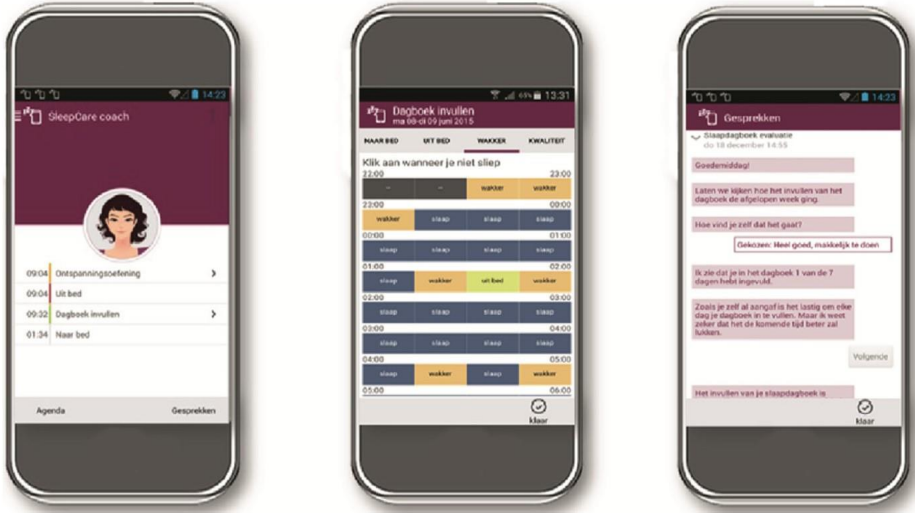 14:23
SleepCare coach
09:04 Ontspanningsoefening
09:04 Uit bed
09:32 Dagboek invullen
01:34 Naar bed
Agenda Gesprekken
13:31
Dagboek invullen
ma 08-di 09 juni 2015
NAAR BED UIT BED WAKKER KWALITEIT
Klik aan wanneer je niet sliep
22:00 23:00
– – wakker wakker
23:00 00:00
wakker slaap slaap slaap
00:00 01:00
slaap slaap slaap slaap
01:00 02:00
slaap wakker uit bed wakker
02:00 03:00
slaap slaap slaap slaap
03:00 04:00
slaap slaap slaap slaap
04:00 05:00
slaap wakker slaap wakker
05:00 06:00
klaar
14:23
Gesprekken
Slaapdagboek evaluatie
do 18 december 14:55
Goedemiddag!
Laten we kijken hoe het invullen van het
dagboek de afgelopen week ging.
Hoe vind je zelf dat het gaat?
Gekozen: Heel goed, makkelijk te doen
Ik zie dat je in het dagboek 1 van de 7
dagen hebt ingevuld.
Zoals je zelf al aangaf is het lastig om elke
dag je dagboek in te vullen. Maar ik weet
zeker dat het de komende tijd beter zal
lukken.
Volgende
Het invullen van je slaapdagboek is
klaar